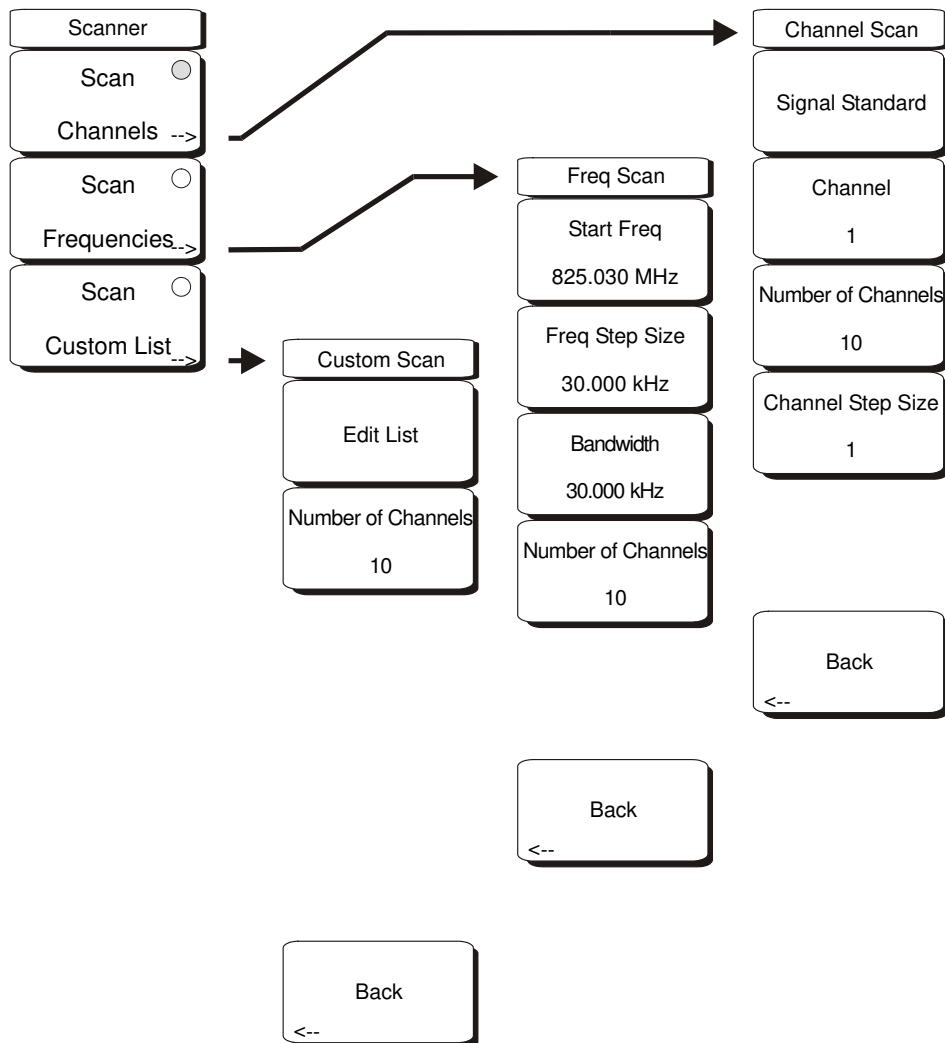 Scanner
Scan
Channels -->
Scan
Frequencies -->
Scan
Custom List -->
Custom Scan
Edit List
Number of Channels
10
Back
<--
Freq Scan
Start Freq
825.030 MHz
Freq Step Size
30.000 kHz
Bandwidth
30.000 kHz
Number of Channels
10
Back
<--
Channel Scan
Signal Standard
Channel
1
Number of Channels
10
Channel Step Size
1
Back
<--